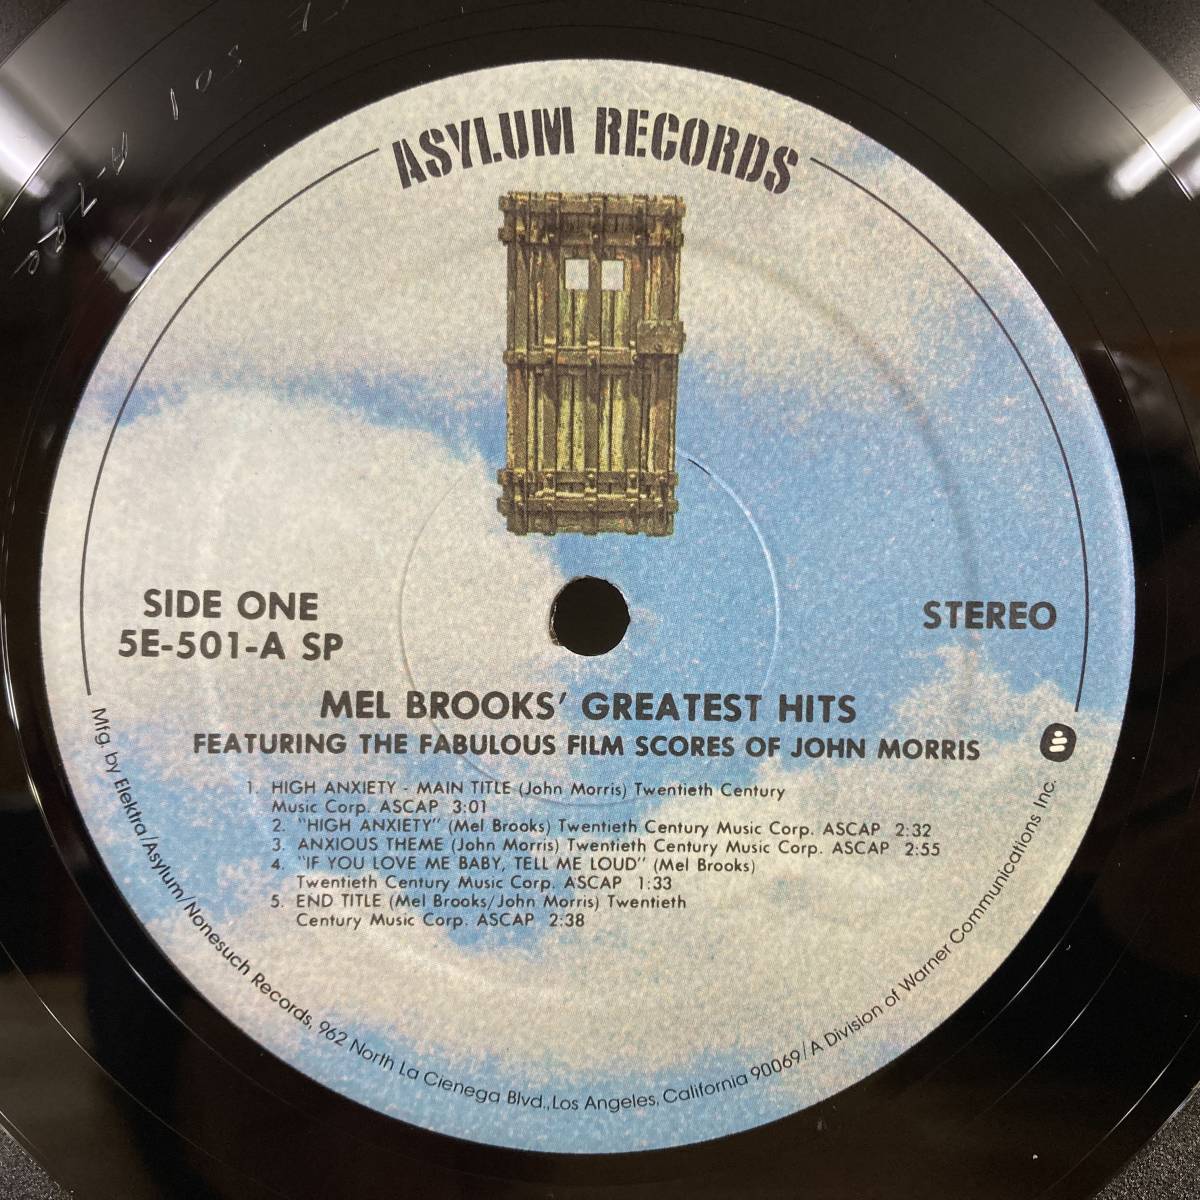 ASYLUM RECORDS
SIDE ONE
5E-501-A SP
STEREO
MEL BROOKS' GREATEST HITS
FEATURING THE FABULOUS FILM SCORES OF JOHN MORRIS
1. HIGH ANXIETY - MAIN TITLE (John Morris) Twentieth Century
Music Corp. ASCAP 3:01
2. "HIGH ANXIETY" (Mel Brooks) Twentieth Century Music Corp. ASCAP 2:32
3. ANXIOUS THEME (John Morris) Twentieth Century Music Corp. ASCAP 2:55
4. "IF YOU LOVE ME BABY, TELL ME LOUD" (Mel Brooks)
Twentieth Century Music Corp. ASCAP 1:33
5. END TITLE (Mel Brooks/John Morris) Twentieth
Century Music Corp. ASCAP 2:38
Mfg. by Elektra/Asylum/Nonesuch Records, 962 North La Cienega Blvd., Los Angeles, California 90069/A Division of Warner Communications Inc.